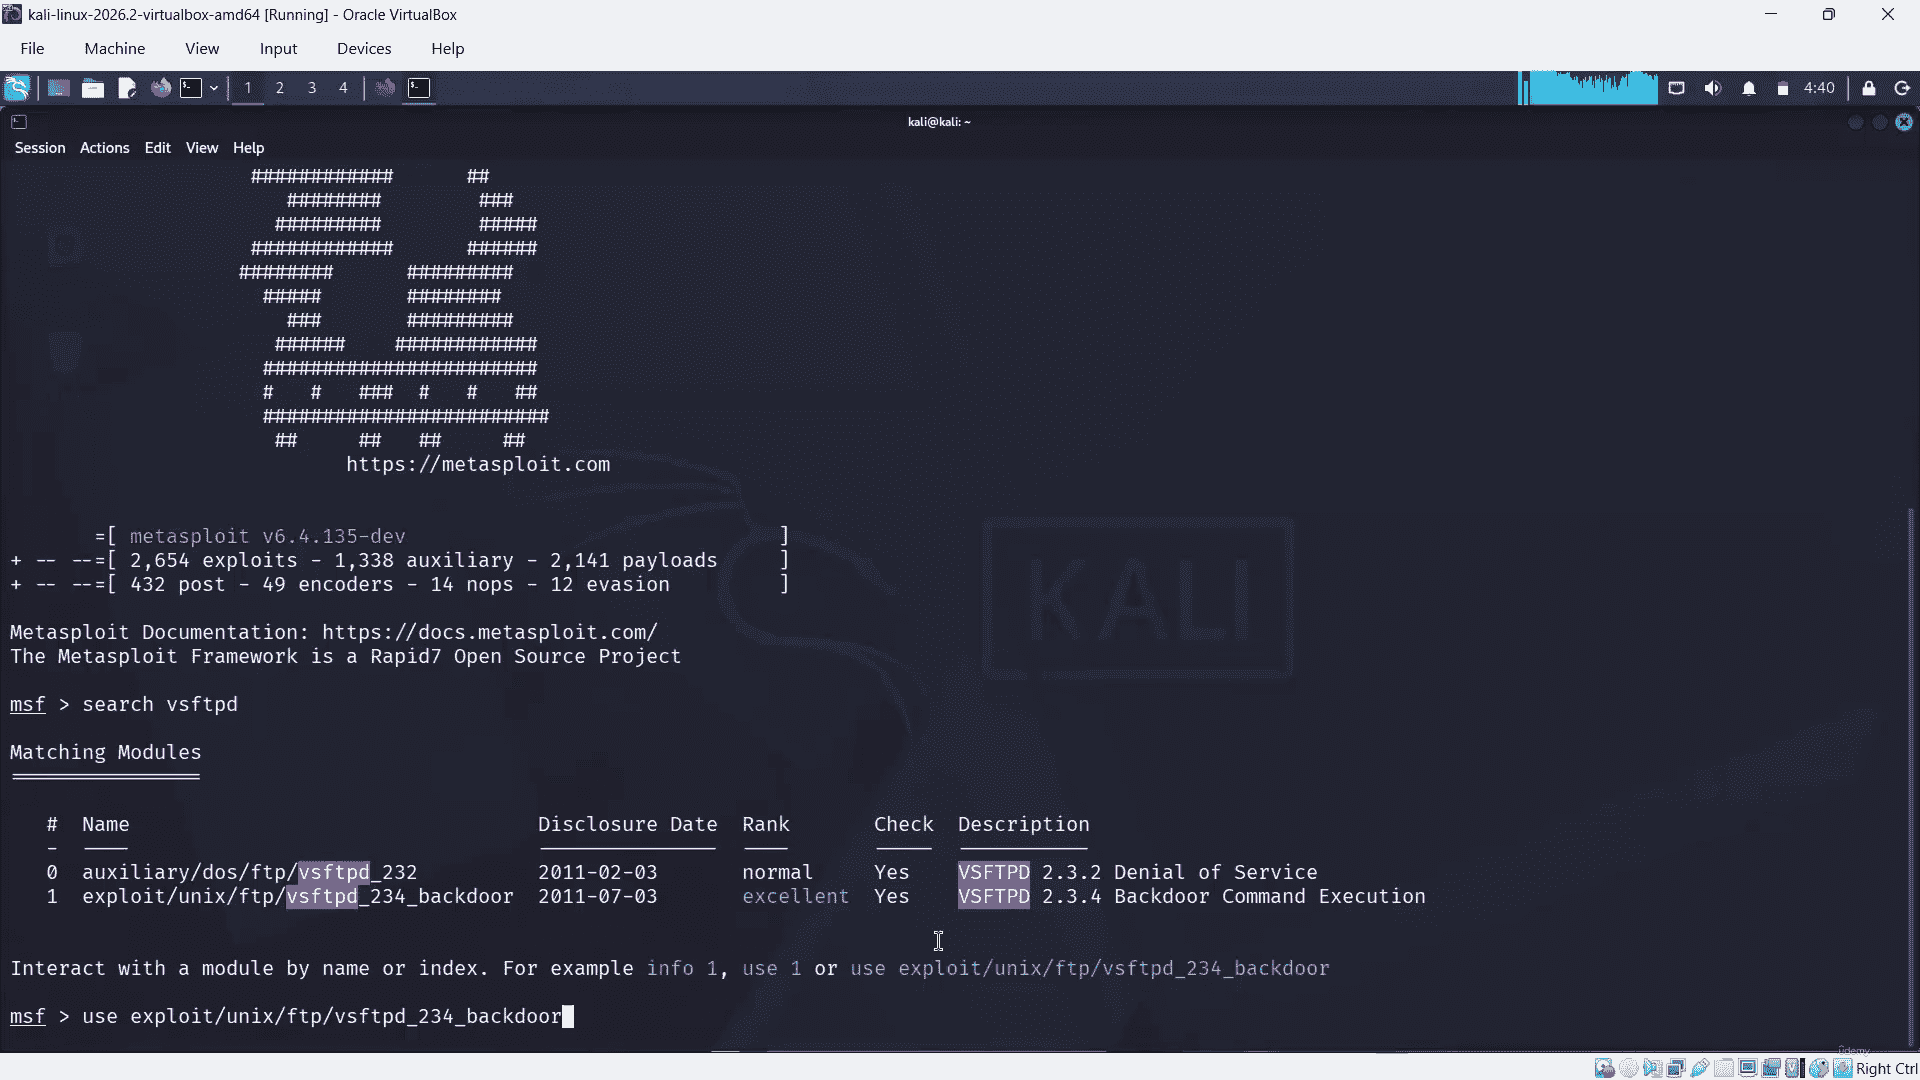 kali-linux-2026.2-virtualbox-amd64 [Running] - Oracle VirtualBox
File Machine View Input Devices Help
1 2 3 4 4:40
kali@kali: ~
Session Actions Edit View Help
############      ##
########        ###
#########        #####
############      ######
########      #########
#####       ########
###        #########
######    ############
#######################
#   #   ###  #   #   ##
########################
##     ##   ##     ##
https://metasploit.com
=[ metasploit v6.4.135-dev ]
+ -- --=[ 2,654 exploits - 1,338 auxiliary - 2,141 payloads ]
+ -- --=[ 432 post - 49 encoders - 14 nops - 12 evasion ]
Metasploit Documentation: https://docs.metasploit.com/
The Metasploit Framework is a Rapid7 Open Source Project
msf > search vsftpd
Matching Modules
================
# Name Disclosure Date Rank Check Description
- ---- --------------- ---- ----- -----------
0 auxiliary/dos/ftp/vsftpd_232 2011-02-03 normal Yes VSFTPD 2.3.2 Denial of Service
1 exploit/unix/ftp/vsftpd_234_backdoor 2011-07-03 excellent Yes VSFTPD 2.3.4 Backdoor Command Execution
KALI
Interact with a module by name or index. For example info 1, use 1 or use exploit/unix/ftp/vsftpd_234_backdoor
msf > use exploit/unix/ftp/vsftpd_234_backdoor
udemy
Right Ctrl